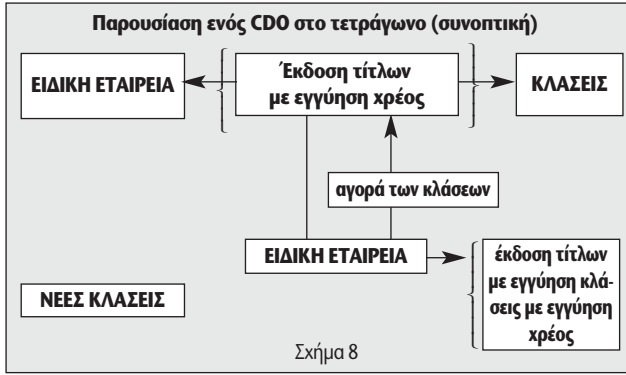 Παρουσίαση ενός CDO στο τετράγωνο (συνοπτική)
ΕΙΔΙΚΗ ΕΤΑΙΡΕΙΑ
Έκδοση τίτλων
με εγγύηση χρέος
ΚΛΑΣΕΙΣ
αγορά των κλάσεων
ΕΙΔΙΚΗ ΕΤΑΙΡΕΙΑ
έκδοση τίτλων
με εγγύηση κλά-
σεις με εγγύηση
χρέος
ΝΕΕΣ ΚΛΑΣΕΙΣ
Σχήμα 8